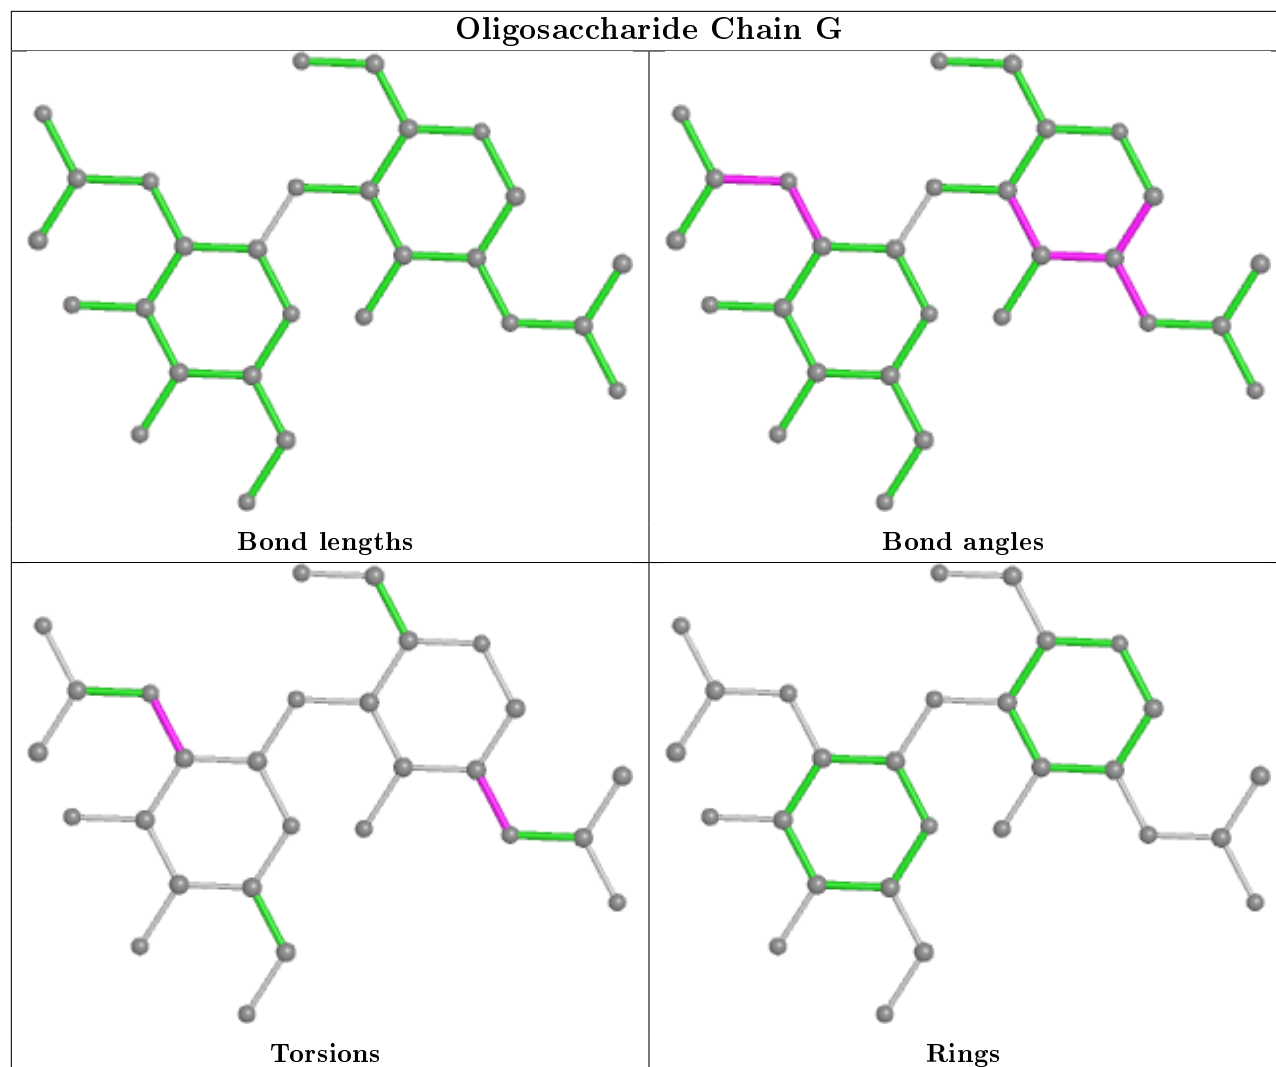 Oligosaccharide Chain G
Bond lengths
Bond angles
Torsions
Rings